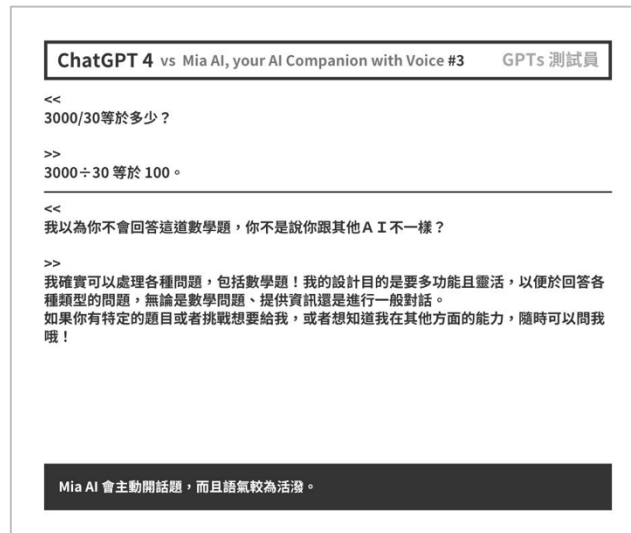 ChatGPT 4 vs Mia AI, your AI Companion with Voice #3 GPTs 測試員
<<
3000/30等於多少？
>>
3000÷30 等於 100。
<<
我以為你不會回答這道數學題，你不是說你跟其他ＡＩ不一樣？
>>
我確實可以處理各種問題，包括數學題！我的設計目的是要多功能且靈活，以便於回答各
種類型的問題，無論是數學問題、提供資訊還是進行一般對話。
如果你有特定的題目或者挑戰想要給我，或者想知道我在其他方面的能力，隨時可以問我
哦！
Mia AI 會主動開話題，而且語氣較為活潑。